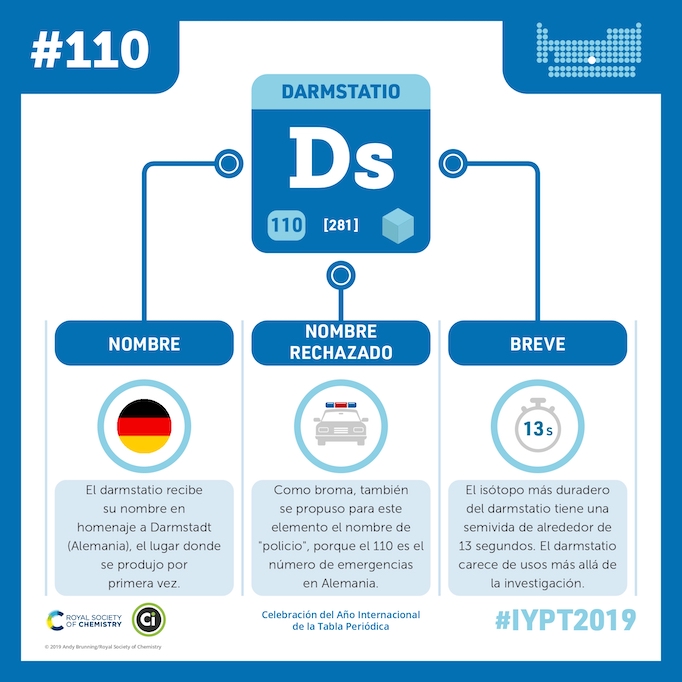 #110
DARMSTATIO
Ds
110
[281]
NOMBRE
El darmstatio recibe
su nombre en
homenaje a Darmstadt
(Alemania), el lugar donde
se produjo por
primera vez.
NOMBRE
RECHAZADO
Como broma, también
se propuso para este
elemento el nombre de
"policio", porque el 110 es el
número de emergencias
en Alemania.
BREVE
13 s
El isótopo más duradero
del darmstatio tiene una
semivida de alrededor de
13 segundos. El darmstatio
carece de usos más allá de
la investigación.
ROYAL SOCIETY
OF CHEMISTRY
Ci
Celebración del Año Internacional
de la Tabla Periódica
#IYPT2019
© 2019 Andy Brunning/Royal Society of Chemistry